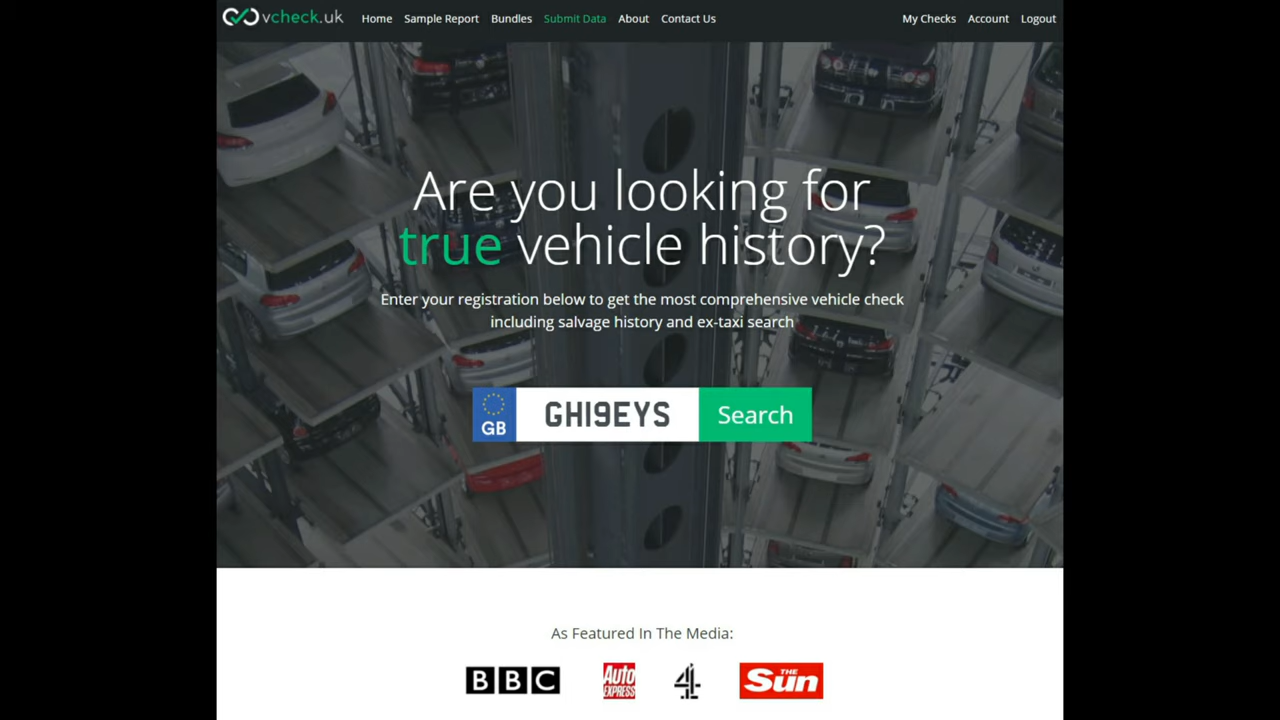 vcheck.uk Home Sample Report Bundles Submit Data About Contact Us My Checks Account Logout
Are you looking for
true vehicle history?
Enter your registration below to get the most comprehensive vehicle check
including salvage history and ex-taxi search
GB GHI9EYS Search
As Featured In The Media:
BBC Auto EXPRESS 4 THE Sun